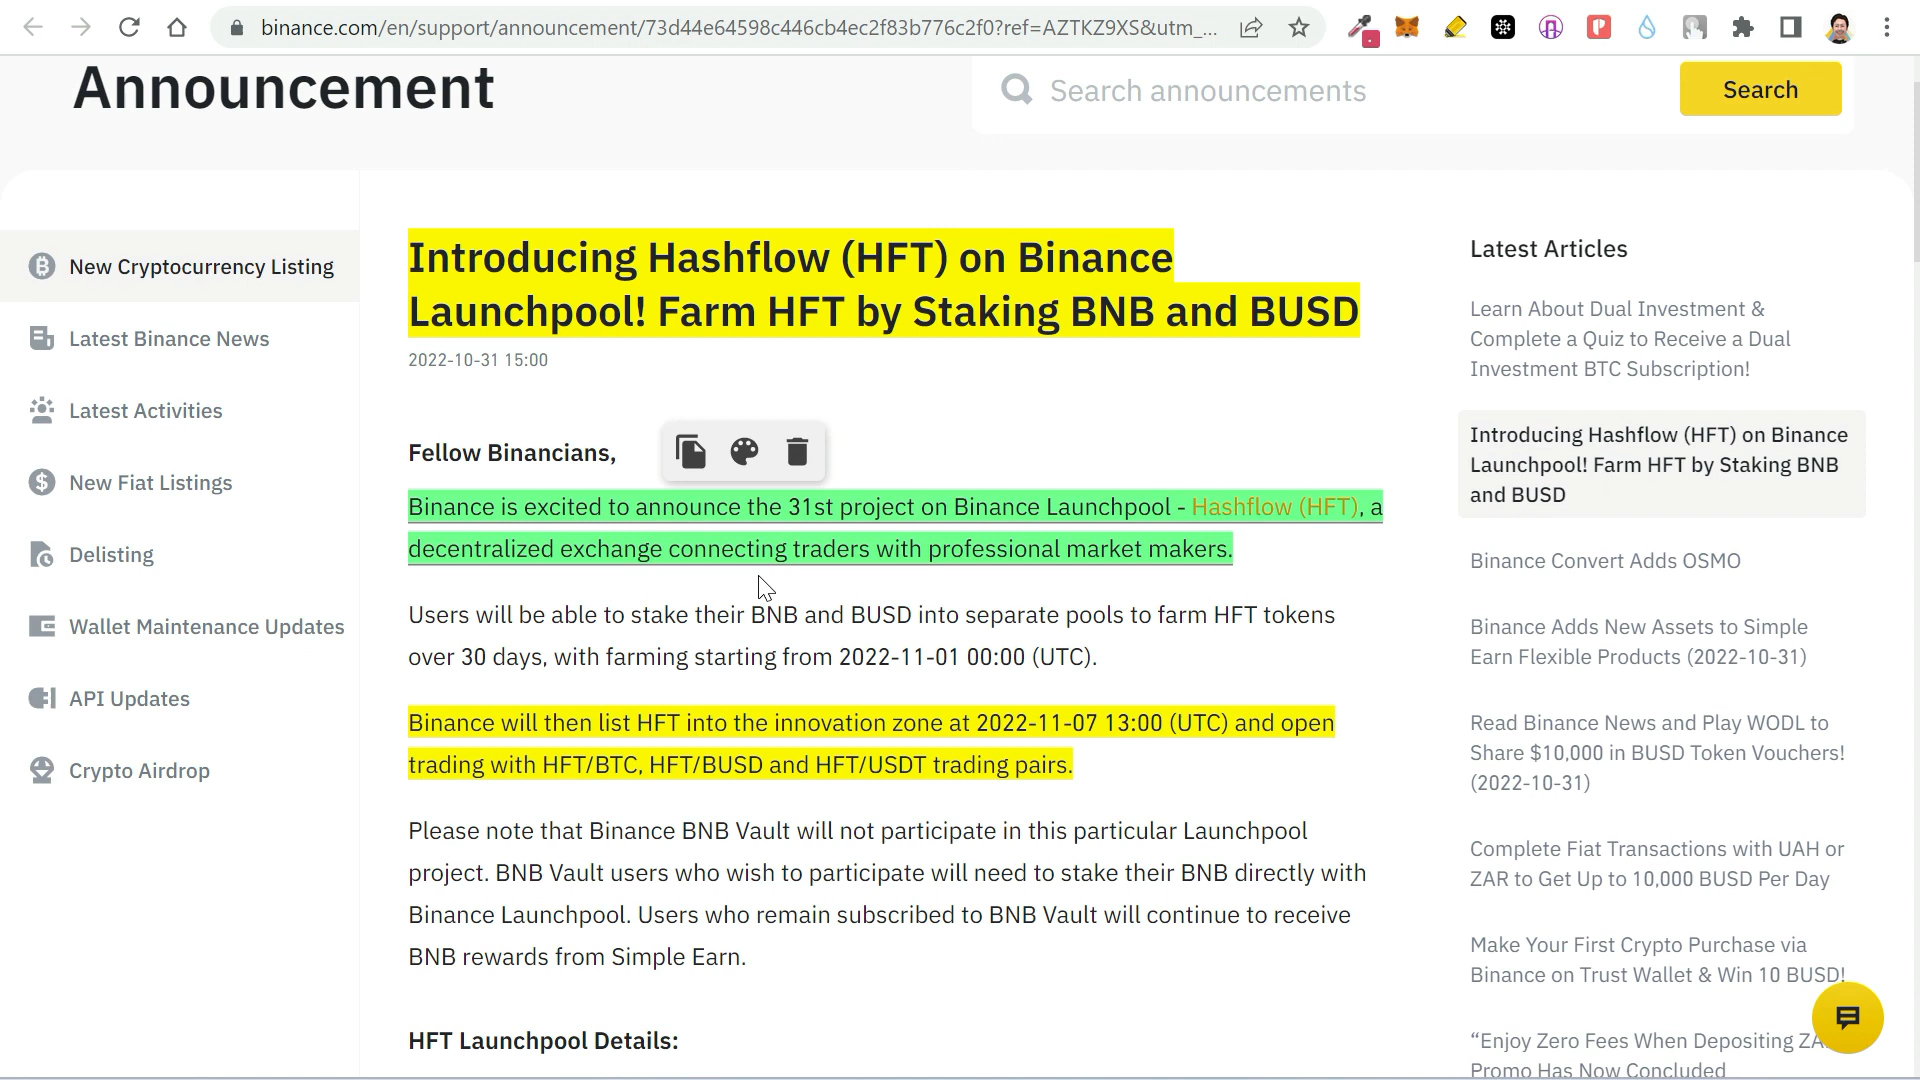 binance.com/en/support/announcement/73d44e64598c446cb4ec2f83b776c2f0?ref=AZTKZ9XS&utm_...
Announcement
Search announcements
Search
New Cryptocurrency Listing
Latest Binance News
Latest Activities
New Fiat Listings
Delisting
Wallet Maintenance Updates
API Updates
Crypto Airdrop
Introducing Hashflow (HFT) on Binance
Launchpool! Farm HFT by Staking BNB and BUSD
2022-10-31 15:00
Fellow Binancians,
Binance is excited to announce the 31st project on Binance Launchpool - Hashflow (HFT), a
decentralized exchange connecting traders with professional market makers.
Users will be able to stake their BNB and BUSD into separate pools to farm HFT tokens
over 30 days, with farming starting from 2022-11-01 00:00 (UTC).
Binance will then list HFT into the innovation zone at 2022-11-07 13:00 (UTC) and open
trading with HFT/BTC, HFT/BUSD and HFT/USDT trading pairs.
Please note that Binance BNB Vault will not participate in this particular Launchpool
project. BNB Vault users who wish to participate will need to stake their BNB directly with
Binance Launchpool. Users who remain subscribed to BNB Vault will continue to receive
BNB rewards from Simple Earn.
HFT Launchpool Details:
Latest Articles
Learn About Dual Investment &
Complete a Quiz to Receive a Dual
Investment BTC Subscription!
Introducing Hashflow (HFT) on Binance
Launchpool! Farm HFT by Staking BNB
and BUSD
Binance Convert Adds OSMO
Binance Adds New Assets to Simple
Earn Flexible Products (2022-10-31)
Read Binance News and Play WODL to
Share $10,000 in BUSD Token Vouchers!
(2022-10-31)
Complete Fiat Transactions with UAH or
ZAR to Get Up to 10,000 BUSD Per Day
Make Your First Crypto Purchase via
Binance on Trust Wallet & Win 10 BUSD!
“Enjoy Zero Fees When Depositing
Promo Has Now Concluded